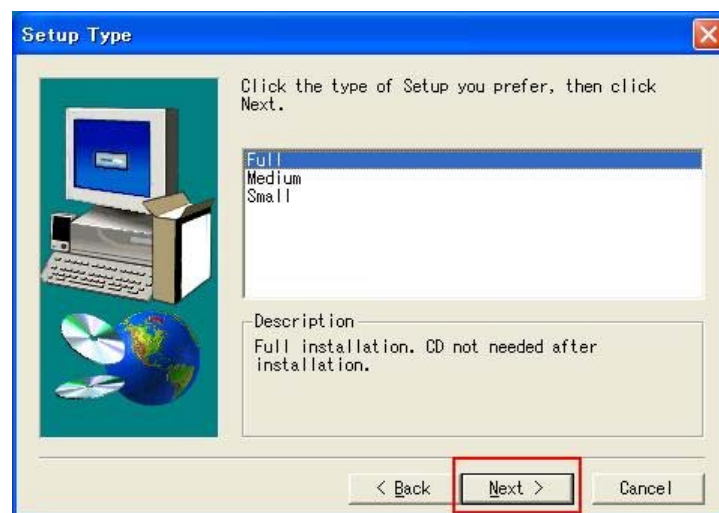 Setup Type
Click the type of Setup you prefer, then click
Next.
Full
Medium
Small
Description
Full installation. CD not needed after
installation.
< Back
Next >
Cancel